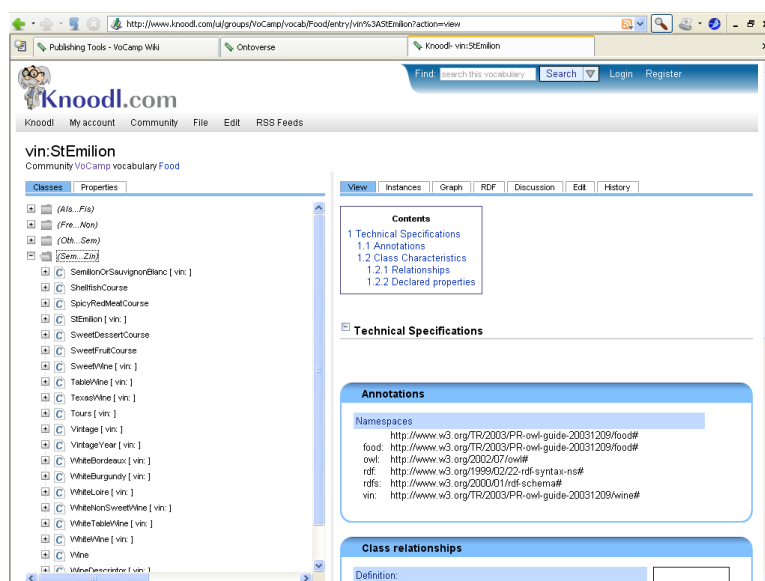 http://www.knoodl.com/ui/groups/VoCamp/vocab/Food/entry/vin%3AStEmilion?action=view
Publishing Tools - VoCamp Wiki
Ontoverse
Knoodl- vin:StEmilion
Knoodl.com
Find: search this vocabulary Search Login Register
Knoodl My account Community File Edit RSS Feeds
vin:StEmilion
Community VoCamp vocabulary Food
Classes Properties
(Als...Fis)
(Fre...Non)
(Oth...Sem)
(Sem...Zin)
C SemillonOrSauvignonBlanc [ vin: ]
C ShellfishCourse
C SpicyRedMeatCourse
C StEmilion [ vin: ]
C SweetDessertCourse
C SweetFruitCourse
C SweetWine [ vin: ]
C TableWine [ vin: ]
C TexasWine [ vin: ]
C Tours [ vin: ]
C Vintage [ vin: ]
C VintageYear [ vin: ]
C WhiteBordeaux [ vin: ]
C WhiteBurgundy [ vin: ]
C WhiteLoire [ vin: ]
C WhiteNonSweetWine [ vin: ]
C WhiteTableWine [ vin: ]
C WhiteWine [ vin: ]
C Wine
C WineDescriptor [ vin: ]
View Instances Graph RDF Discussion Edit History
Contents
1 Technical Specifications
1.1 Annotations
1.2 Class Characteristics
1.2.1 Relationships
1.2.2 Declared properties
Technical Specifications
Annotations
Namespaces
http://www.w3.org/TR/2003/PR-owl-guide-20031209/food#
food: http://www.w3.org/TR/2003/PR-owl-guide-20031209/food#
owl: http://www.w3.org/2002/07/owl#
rdf: http://www.w3.org/1999/02/22-rdf-syntax-ns#
rdfs: http://www.w3.org/2000/01/rdf-schema#
vin: http://www.w3.org/TR/2003/PR-owl-guide-20031209/wine#
Class relationships
Definition: